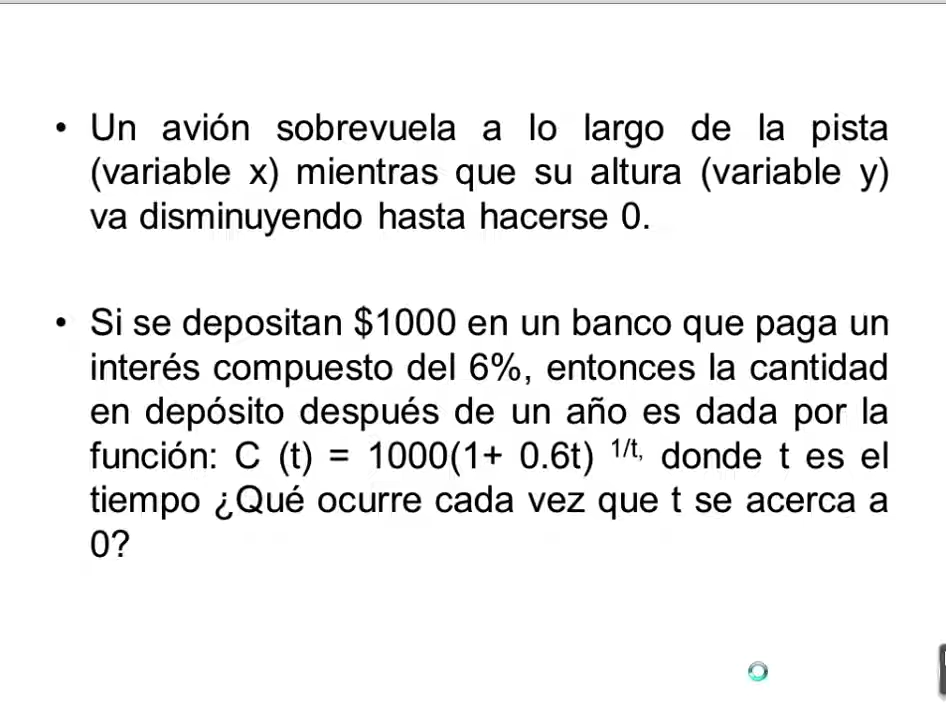 • Un avión sobrevuela a lo largo de la pista
(variable x) mientras que su altura (variable y)
va disminuyendo hasta hacerse 0.
• Si se depositan $1000 en un banco que paga un
interés compuesto del 6%, entonces la cantidad
en depósito después de un año es dada por la
función: C (t) = 1000(1+ 0.6t) 1/t, donde t es el
tiempo ¿Qué ocurre cada vez que t se acerca a
0?